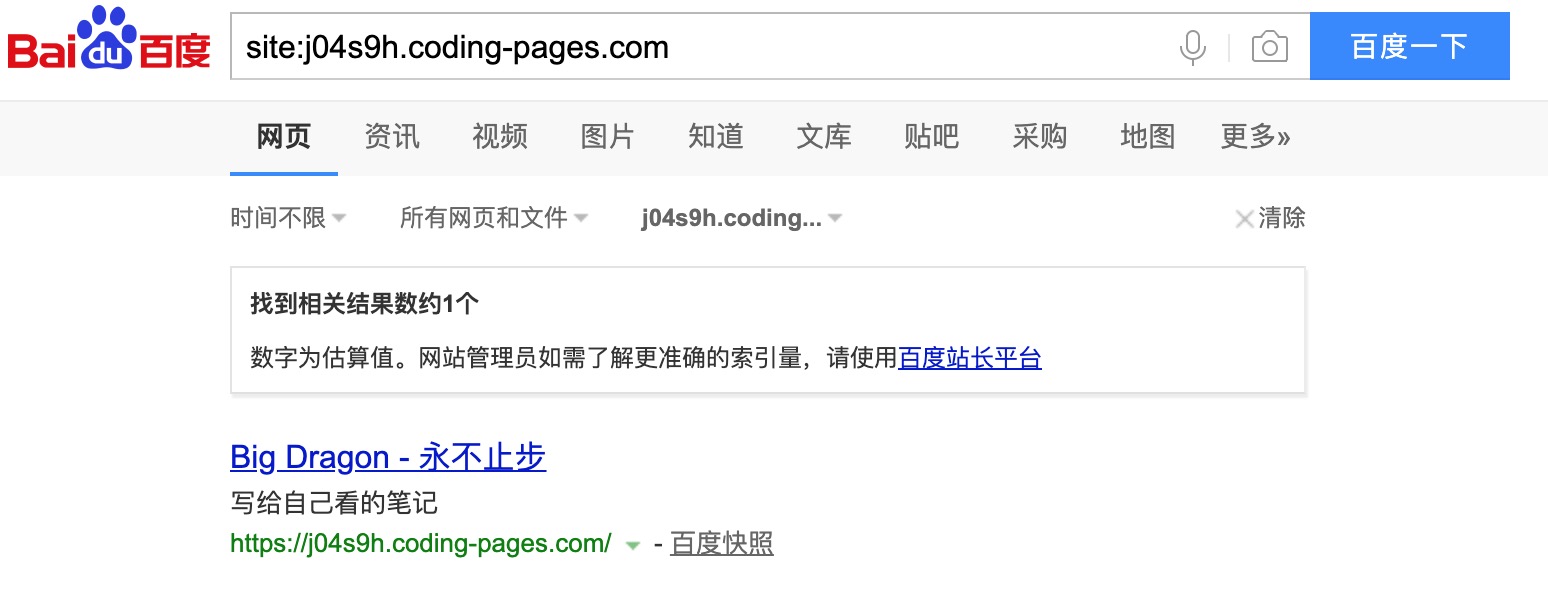 Baidu百度 site:j04s9h.coding-pages.com 百度一下
网页 资讯 视频 图片 知道 文库 贴吧 采购 地图 更多»
时间不限 所有网页和文件 j04s9h.coding... 清除
找到相关结果数约1个
数字为估算值。网站管理员如需了解更准确的索引量，请使用百度站长平台
Big Dragon - 永不止步
写给自己看的笔记
https://j04s9h.coding-pages.com/ - 百度快照